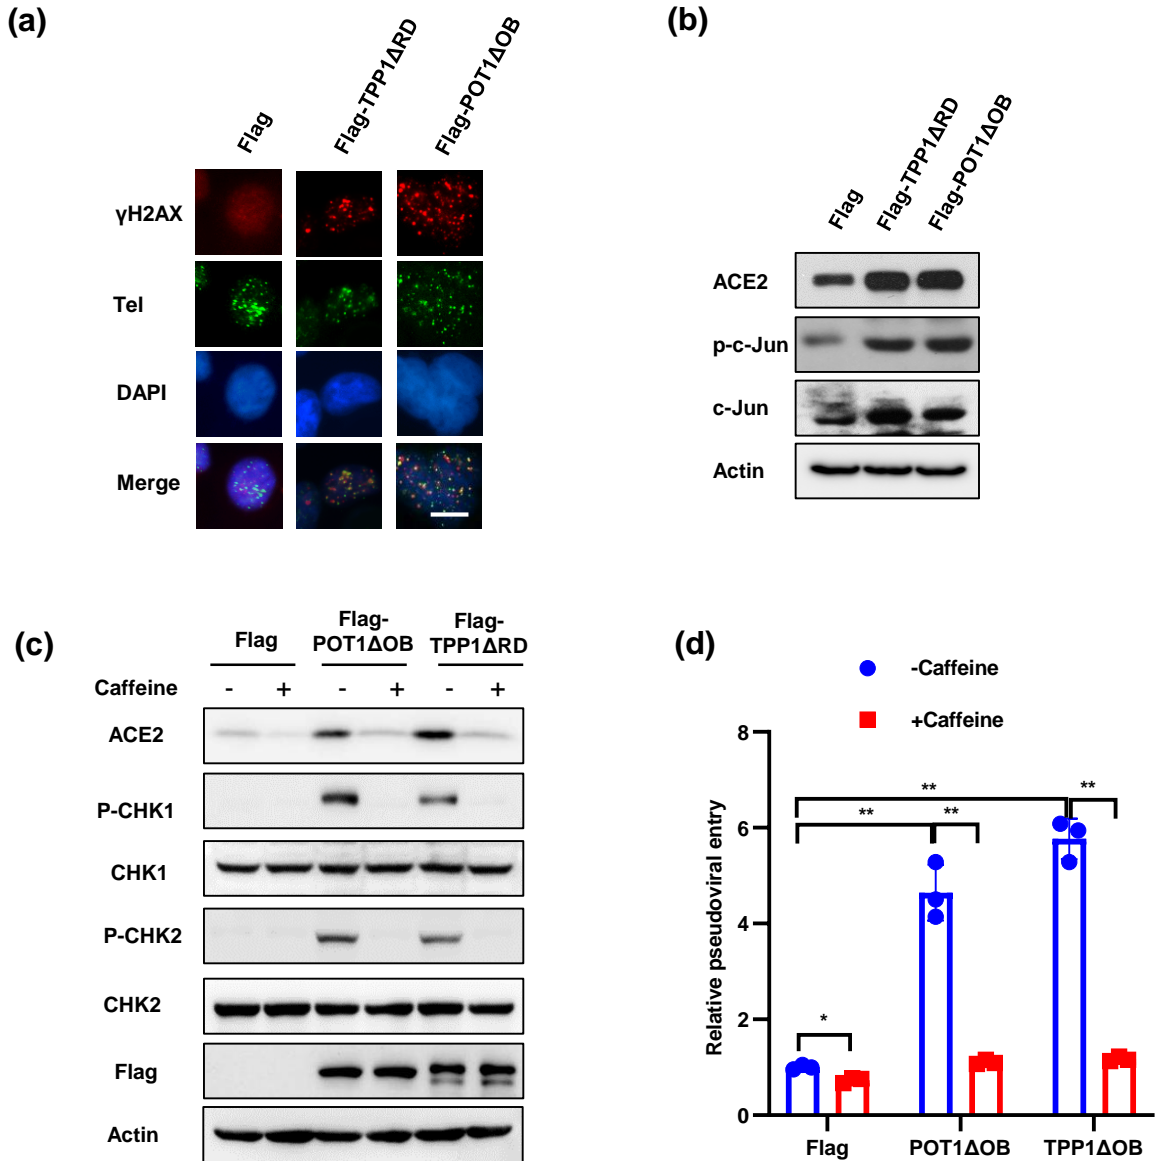 (a)
Flag
Flag-TPP1ΔRD
Flag-POT1ΔOB
γH2AX
Tel
DAPI
Merge
(b)
Flag
Flag-TPP1ΔRD
Flag-POT1ΔOB
ACE2
p-c-Jun
c-Jun
Actin
(c)
Flag
Flag-
POT1ΔOB
Flag-
TPP1ΔRD
Caffeine - + - + - +
ACE2
P-CHK1
CHK1
P-CHK2
CHK2
Flag
Actin
(d)
-Caffeine
+Caffeine
Relative pseudoviral entry
8
6
4
2
0
**
**
**
**
*
Flag POT1ΔOB TPP1ΔOB